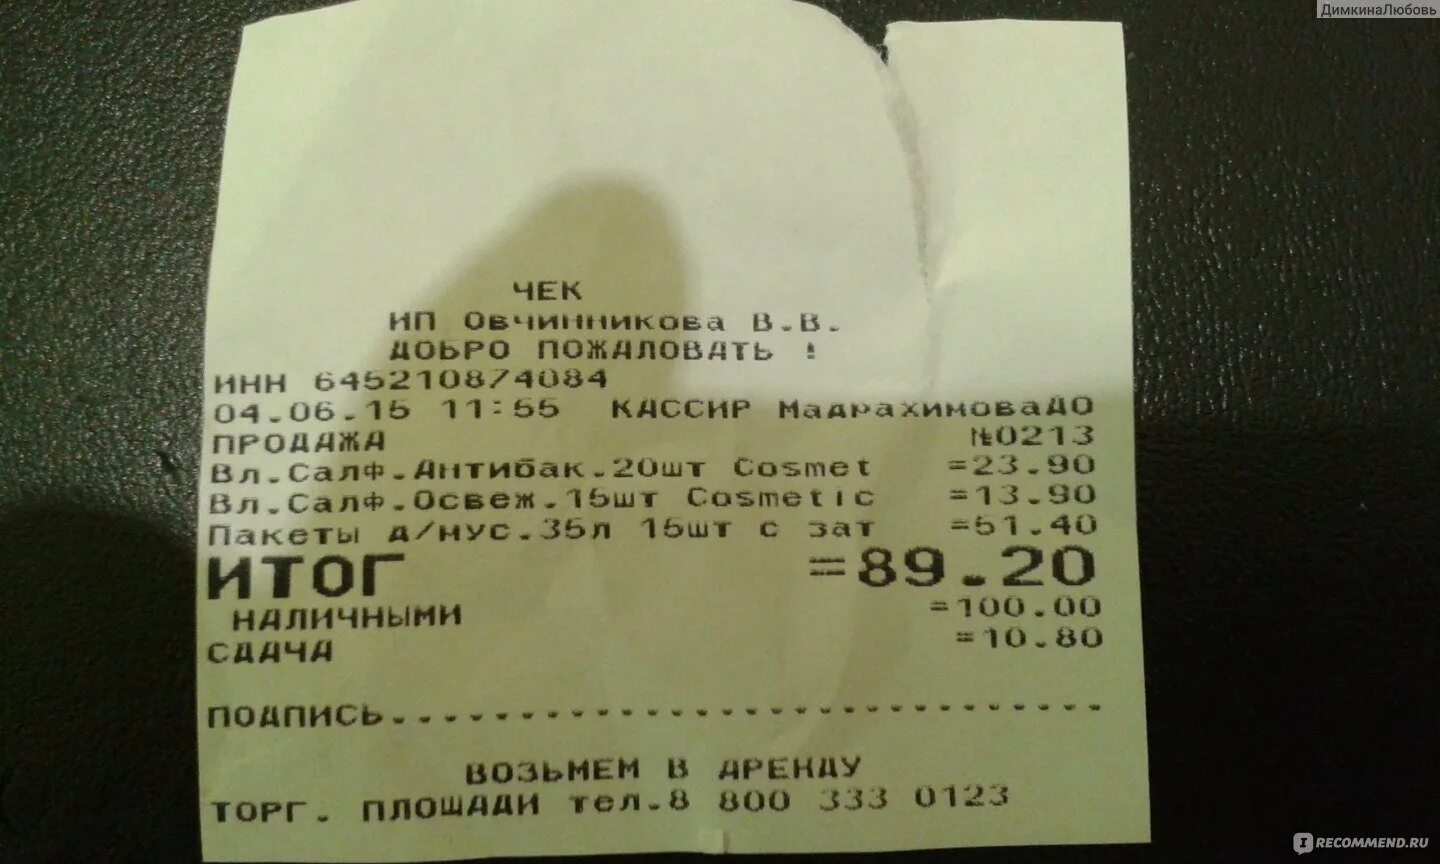 ДимкинаЛюбовь
ЧЕК
ИП Овчинникова В.В.
ДОБРО ПОЖАЛОВАТЬ !
ИНН 645210874084
04.06.15 11:55 КАССИР МадрахимоваДО
ПРОДАЖА №0213
Вл.Салф.Антибак.20шт Cosmet =23.90
Вл.Салф.Освеж.15шт Cosmetic =13.90
Пакеты д/мус.35л 15шт с зат =51.40
ИТОГ =89.20
НАЛИЧНЫМИ =100.00
СДАЧА =10.80
ПОДПИСЬ..............................
ВОЗЬМЕМ В АРЕНДУ
ТОРГ. ПЛОЩАДИ тел.8 800 333 0123
IRECOMMEND.RU